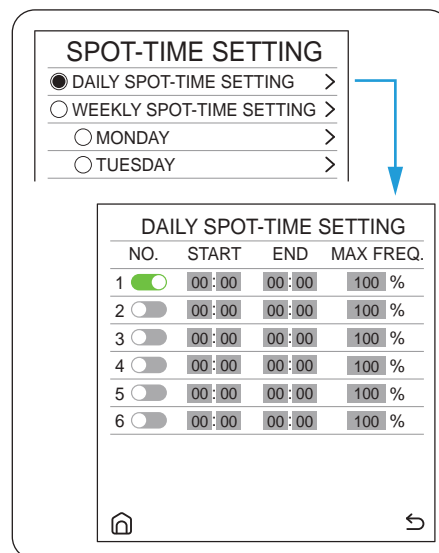 SPOT-TIME SETTING
DAILY SPOT-TIME SETTING
WEEKLY SPOT-TIME SETTING
MONDAY
TUESDAY
DAILY SPOT-TIME SETTING
NO. START END MAX FREQ.
1 00:00 00:00 100 %
2 00:00 00:00 100 %
3 00:00 00:00 100 %
4 00:00 00:00 100 %
5 00:00 00:00 100 %
6 00:00 00:00 100 %